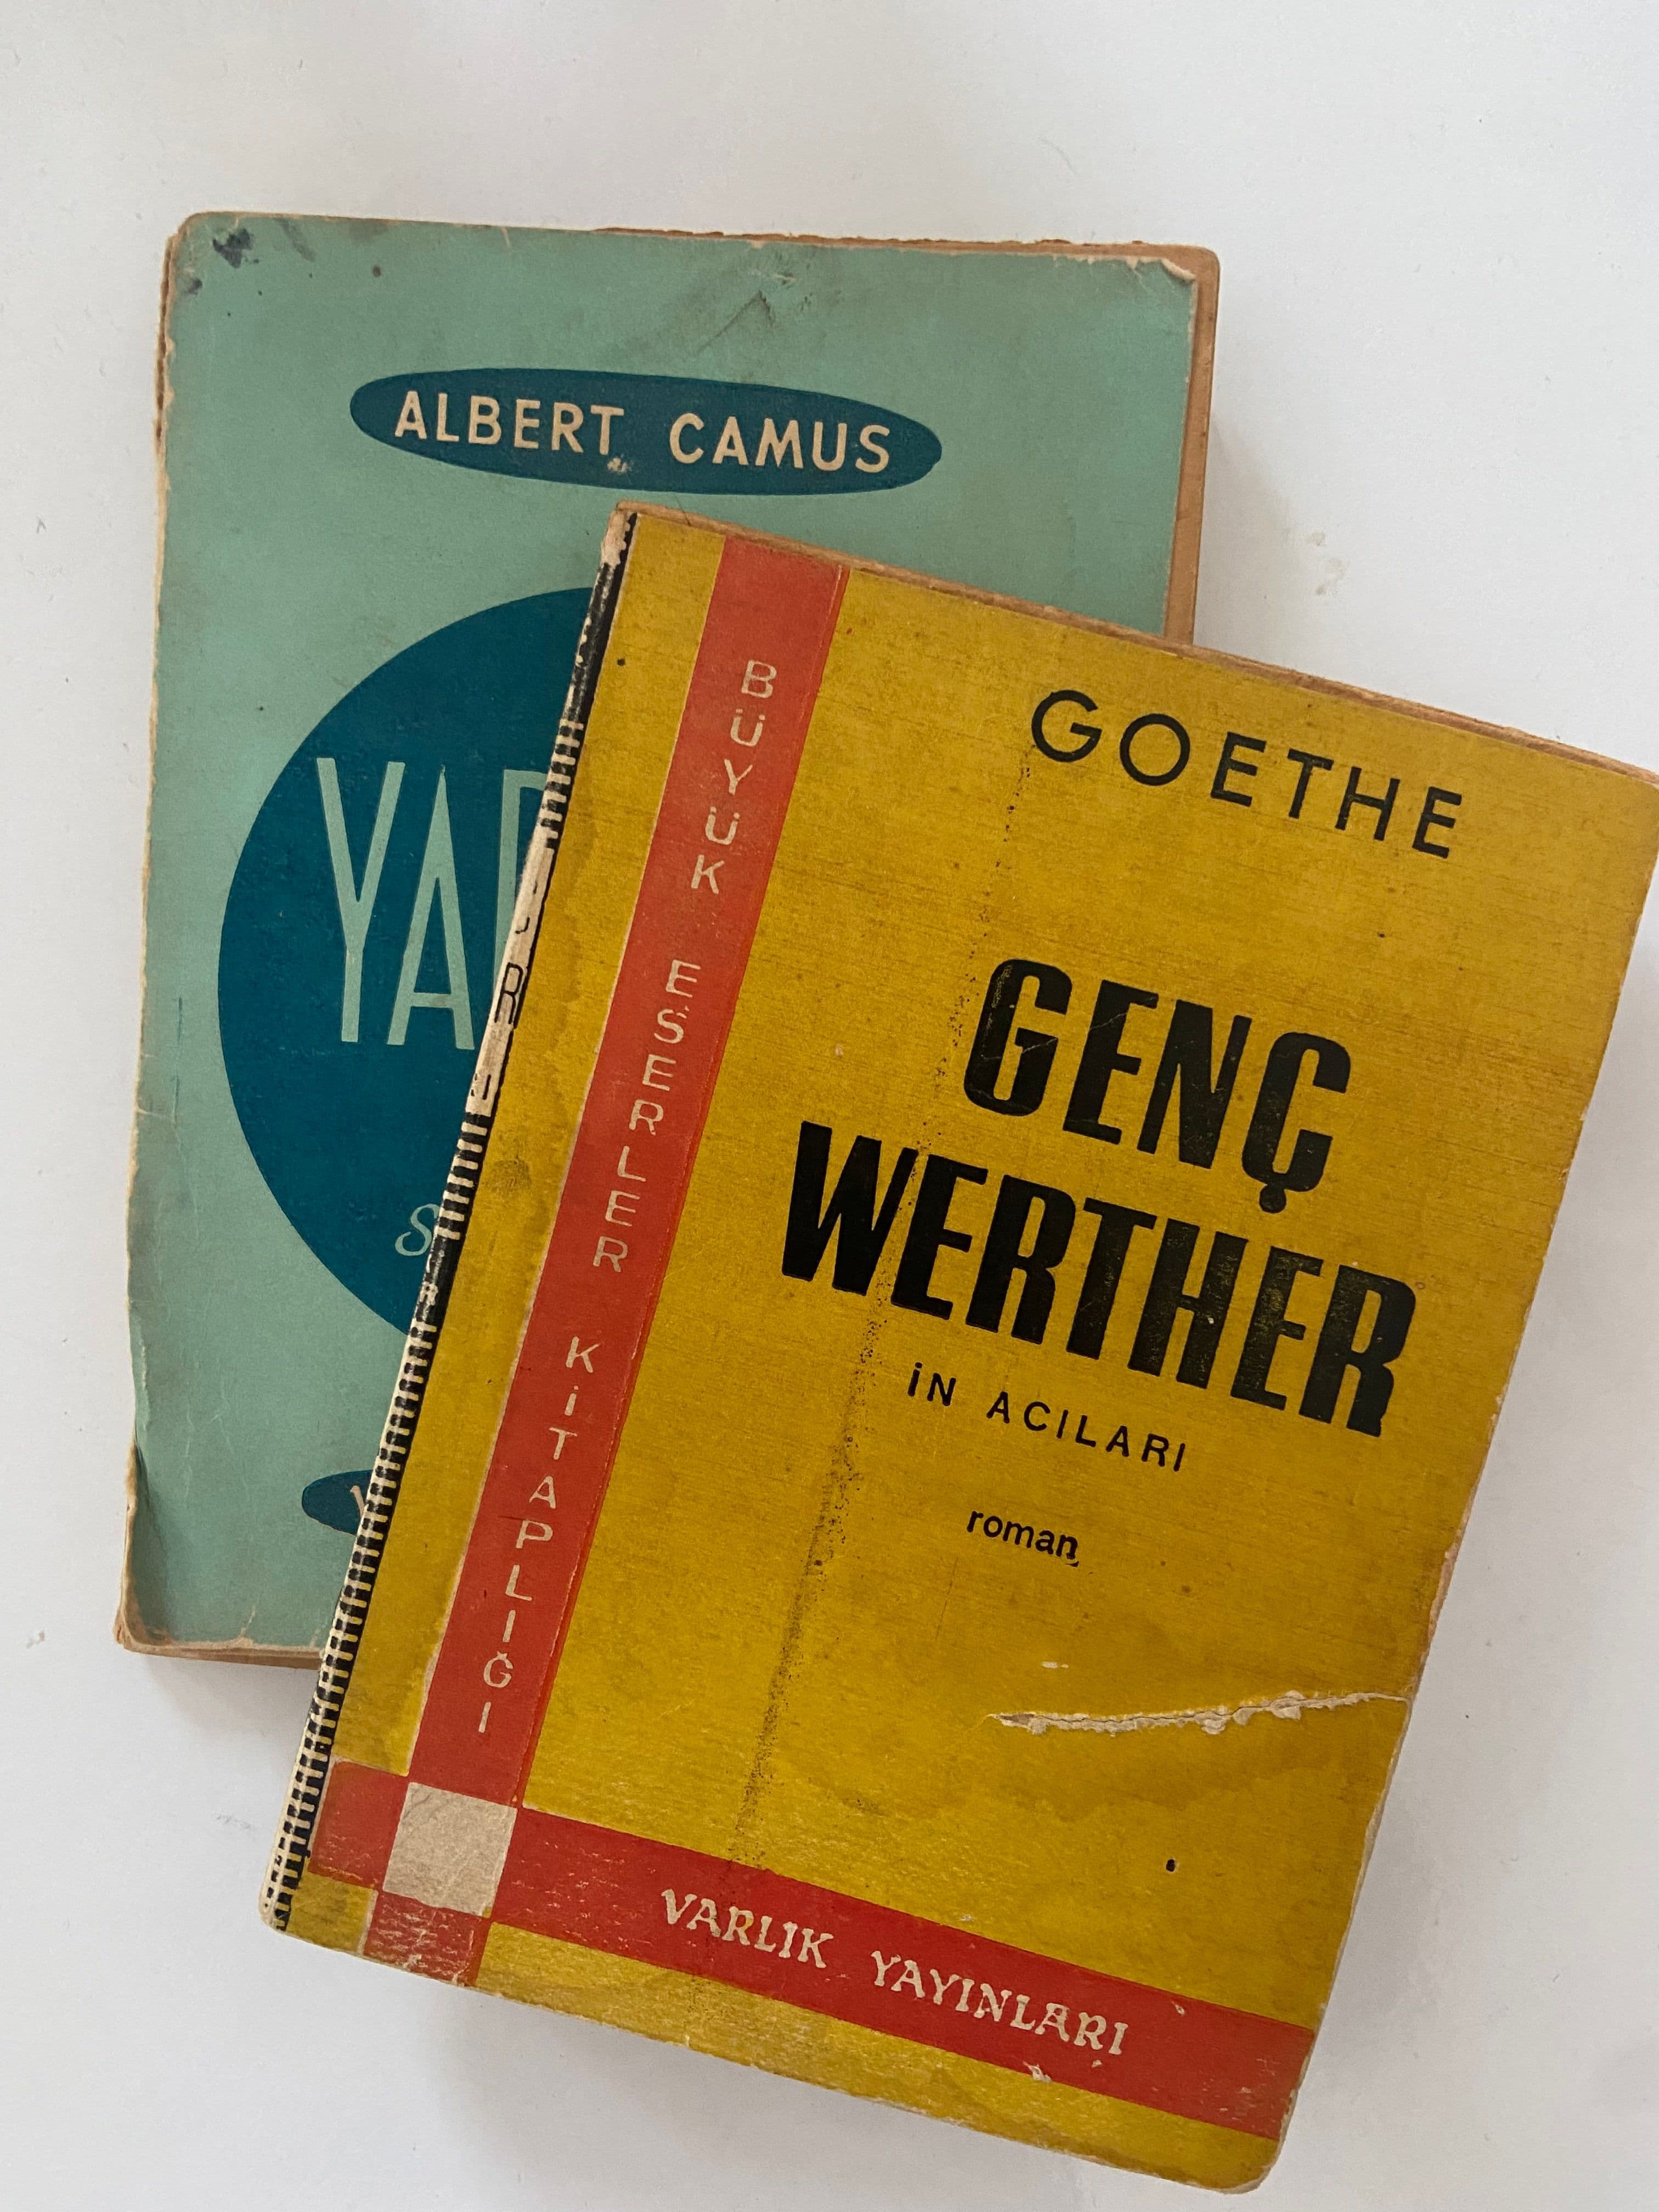 ALBERT CAMUS
GOETHE
GENÇ
WERTHER
İN ACILARI
roman
BÜYÜK ESERLER KİTAPLIĞI
VARLIK YAYINLARI